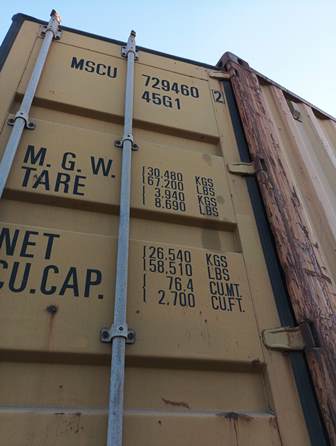 MSCU 729460 2
45G1
M.G.W. 30.480 KGS
67.200 LBS
TARE 3.940 KGS
8.690 LBS
NET 26.540 KGS
58.510 LBS
CU.CAP. 76.4 CU.MT.
2.700 CU.FT.